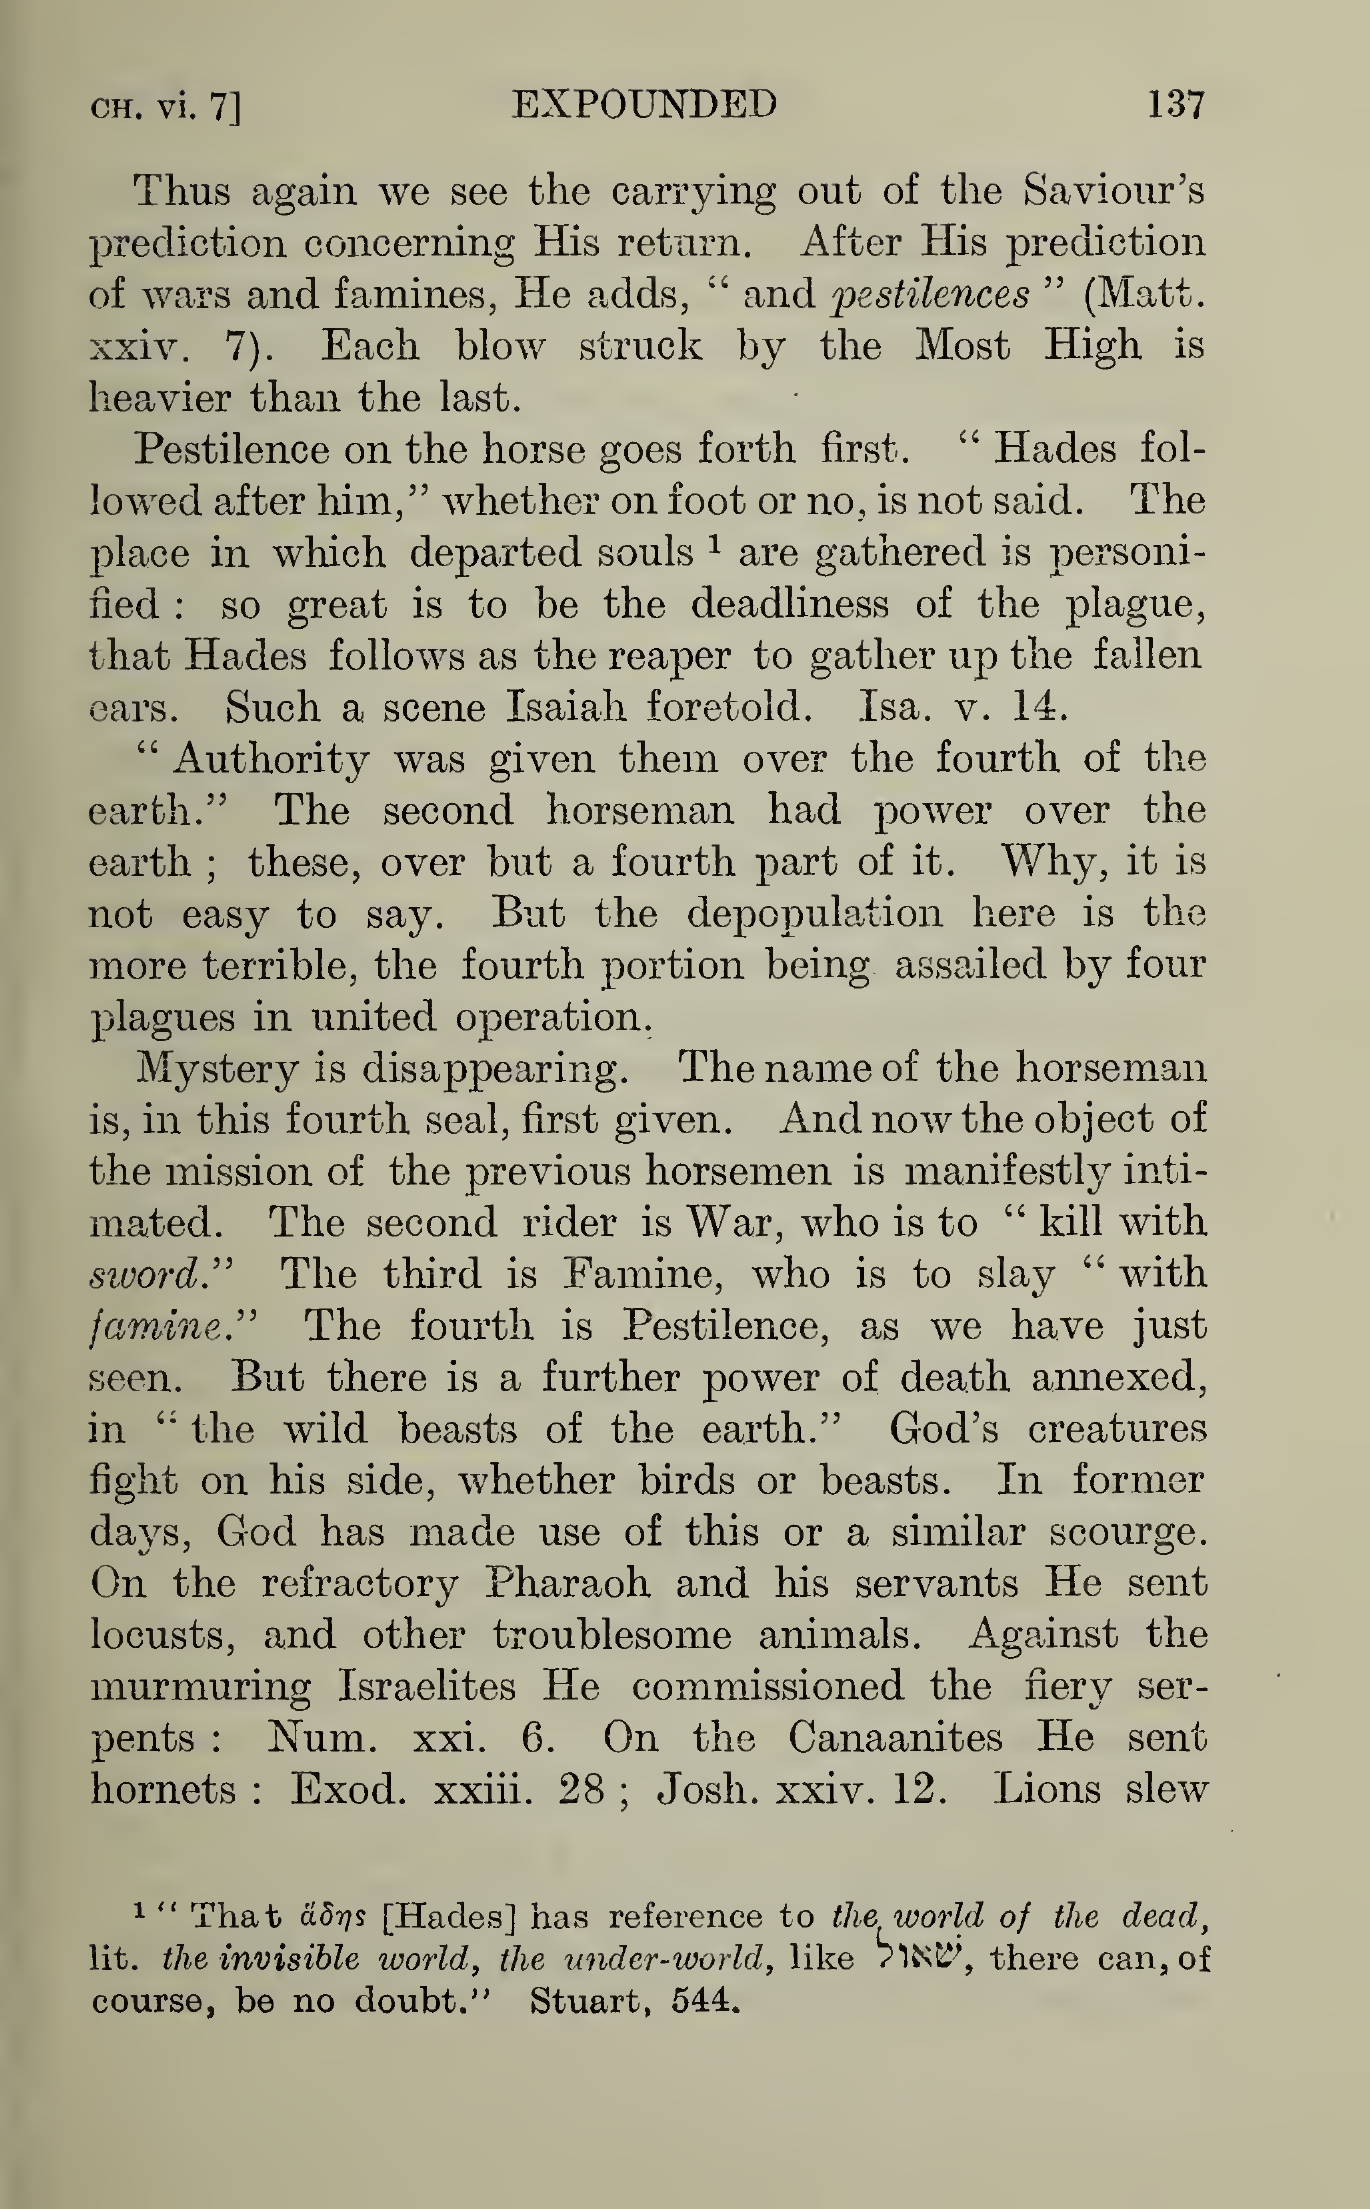 CH. vi. 7] EXPOUNDED 137
Thus again we see the carrying out of the Saviour's
prediction concerning His return. After His prediction
of wars and famines, He adds, “ and pestilences ” (Matt.
xxiv. 7). Each blow struck by the Most High is
heavier than the last.
Pestilence on the horse goes forth first. “ Hades fol-
lowed after him,” whether on foot or no, is not said. The
place in which departed souls ¹ are gathered is personi-
fied : so great is to be the deadliness of the plague,
that Hades follows as the reaper to gather up the fallen
ears. Such a scene Isaiah foretold. Isa. v. 14.
“ Authority was given them over the fourth of the
earth.” The second horseman had power over the
earth ; these, over but a fourth part of it. Why, it is
not easy to say. But the depopulation here is the
more terrible, the fourth portion being assailed by four
plagues in united operation.
Mystery is disappearing. The name of the horseman
is, in this fourth seal, first given. And now the object of
the mission of the previous horsemen is manifestly inti-
mated. The second rider is War, who is to “ kill with
sword.” The third is Famine, who is to slay “ with
famine.” The fourth is Pestilence, as we have just
seen. But there is a further power of death annexed,
in “ the wild beasts of the earth.” God's creatures
fight on his side, whether birds or beasts. In former
days, God has made use of this or a similar scourge.
On the refractory Pharaoh and his servants He sent
locusts, and other troublesome animals. Against the
murmuring Israelites He commissioned the fiery ser-
pents : Num. xxi. 6. On the Canaanites He sent
hornets : Exod. xxiii. 28 ; Josh. xxiv. 12. Lions slew
¹ “ That ᾅδης [Hades] has reference to the world of the dead,
lit. the invisible world, the under-world, like שׁאול, there can, of
course, be no doubt.” Stuart, 544.